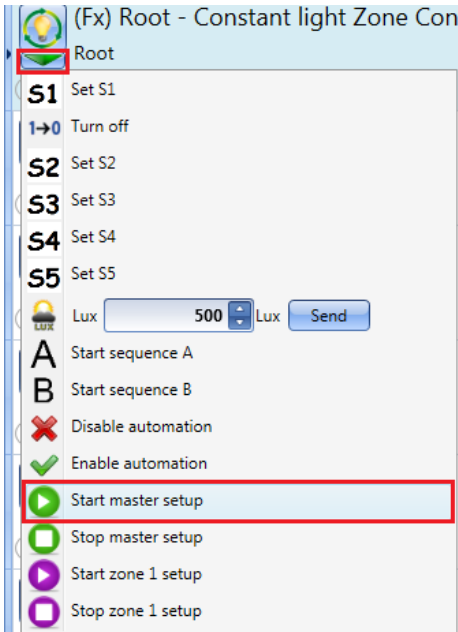 (Fx) Root - Constant light Zone Con
Root
S1 Set S1
1→0 Turn off
S2 Set S2
S3 Set S3
S4 Set S4
S5 Set S5
LUX Lux 500 Lux Send
A Start sequence A
B Start sequence B
Disable automation
Enable automation
Start master setup
Stop master setup
Start zone 1 setup
Stop zone 1 setup